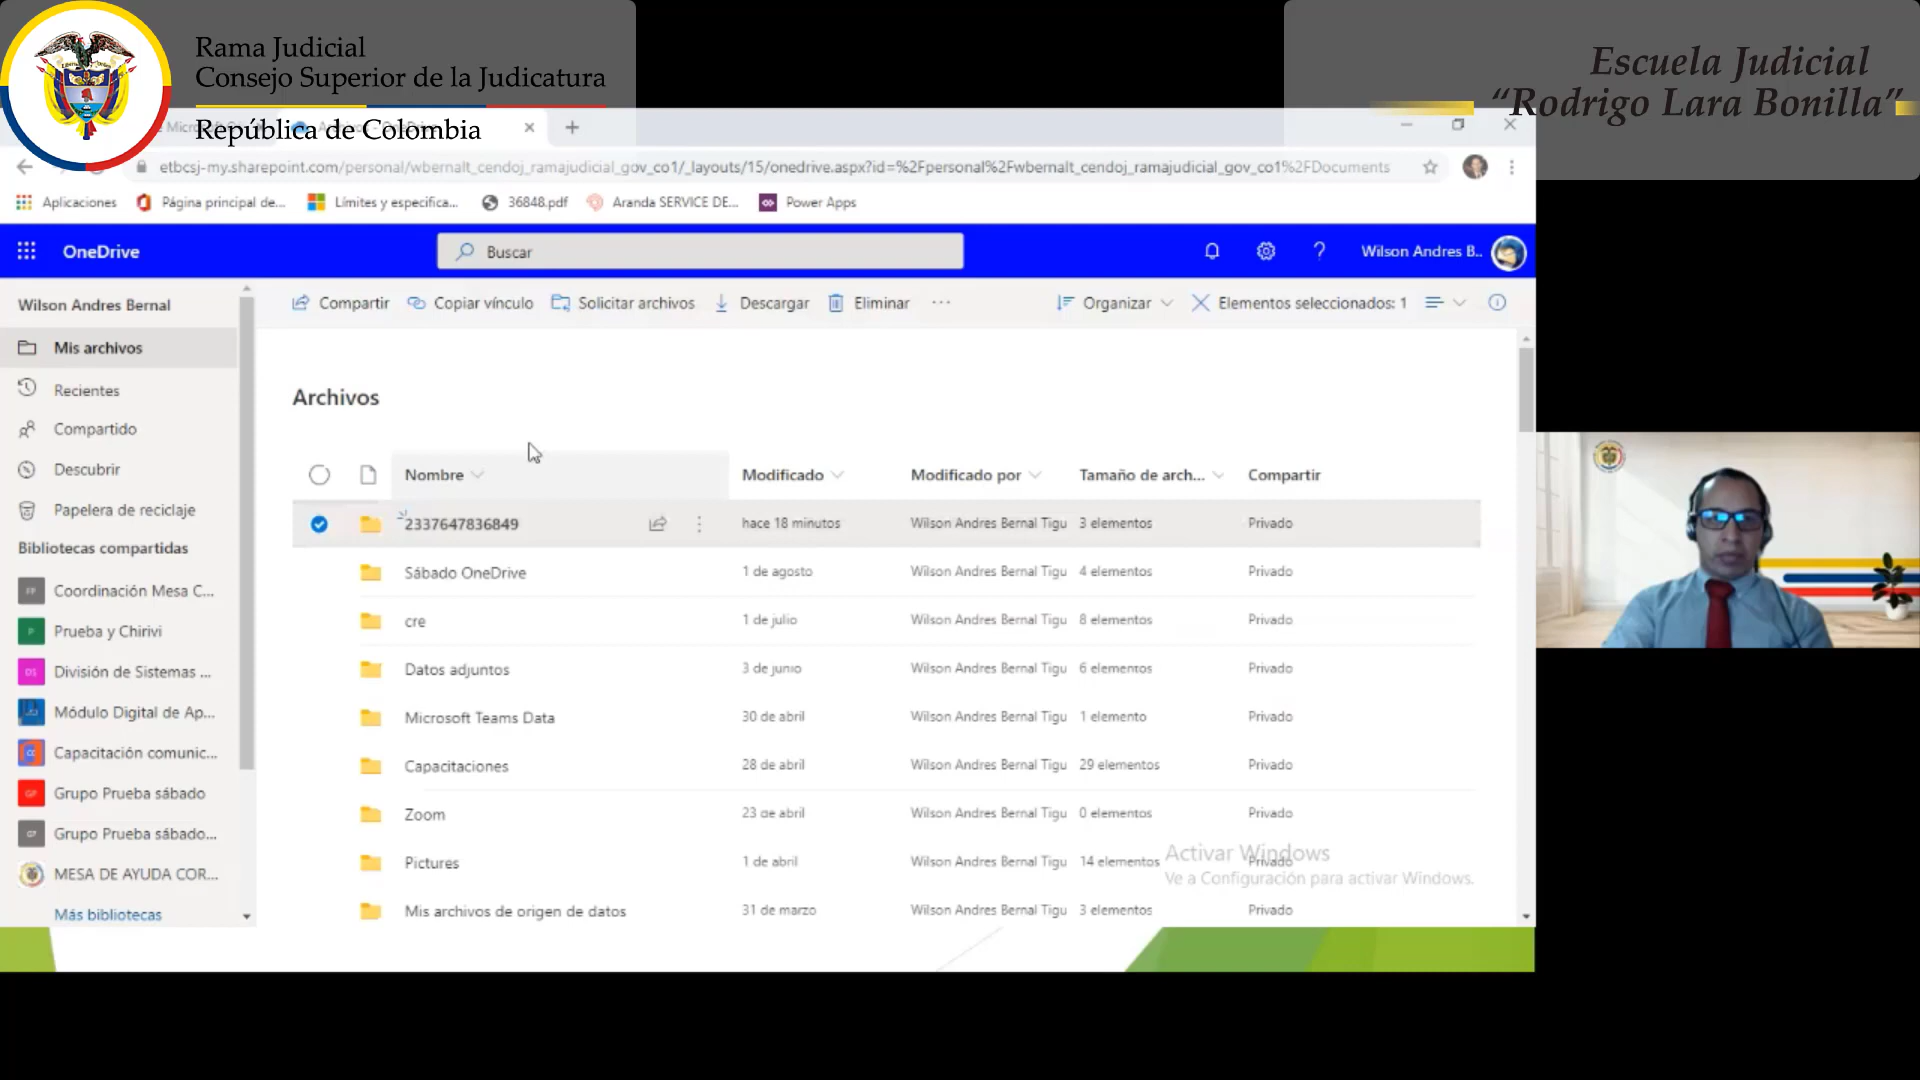 Rama Judicial
Consejo Superior de la Judicatura
República de Colombia
Escuela Judicial
“Rodrigo Lara Bonilla”
etbcsj-my.sharepoint.com/personal/wbernalt_cendoj_ramajudicial_gov_co1/_layouts/15/onedrive.aspx?id=%2Fpersonal%2Fwbernalt_cendoj_ramajudicial_gov_co1%2FDocuments
Aplicaciones Página principal de... Límites y especifica... 36848.pdf Aranda SERVICE DE... Power Apps
OneDrive Buscar Wilson Andres B..
Wilson Andres Bernal
Compartir Copiar vínculo Solicitar archivos Descargar Eliminar ... Organizar Elementos seleccionados: 1
Mis archivos
Recientes
Compartido
Descubrir
Papelera de reciclaje
Bibliotecas compartidas
Coordinación Mesa C...
Prueba y Chirivi
División de Sistemas ...
Módulo Digital de Ap...
Capacitación comunic...
Grupo Prueba sábado
Grupo Prueba sábado...
MESA DE AYUDA COR...
Más bibliotecas
Archivos
Nombre Modificado Modificado por Tamaño de arch... Compartir
2337647836849 hace 18 minutos Wilson Andres Bernal Tigu 3 elementos Privado
Sábado OneDrive 1 de agosto Wilson Andres Bernal Tigu 4 elementos Privado
cre 1 de julio Wilson Andres Bernal Tigu 8 elementos Privado
Datos adjuntos 3 de junio Wilson Andres Bernal Tigu 6 elementos Privado
Microsoft Teams Data 30 de abril Wilson Andres Bernal Tigu 1 elemento Privado
Capacitaciones 28 de abril Wilson Andres Bernal Tigu 29 elementos Privado
Zoom 23 de abril Wilson Andres Bernal Tigu 0 elementos Privado
Pictures 1 de abril Wilson Andres Bernal Tigu 14 elementos Privado
Mis archivos de origen de datos 31 de marzo Wilson Andres Bernal Tigu 3 elementos Privado
Activar Windows
Ve a Configuración para activar Windows.